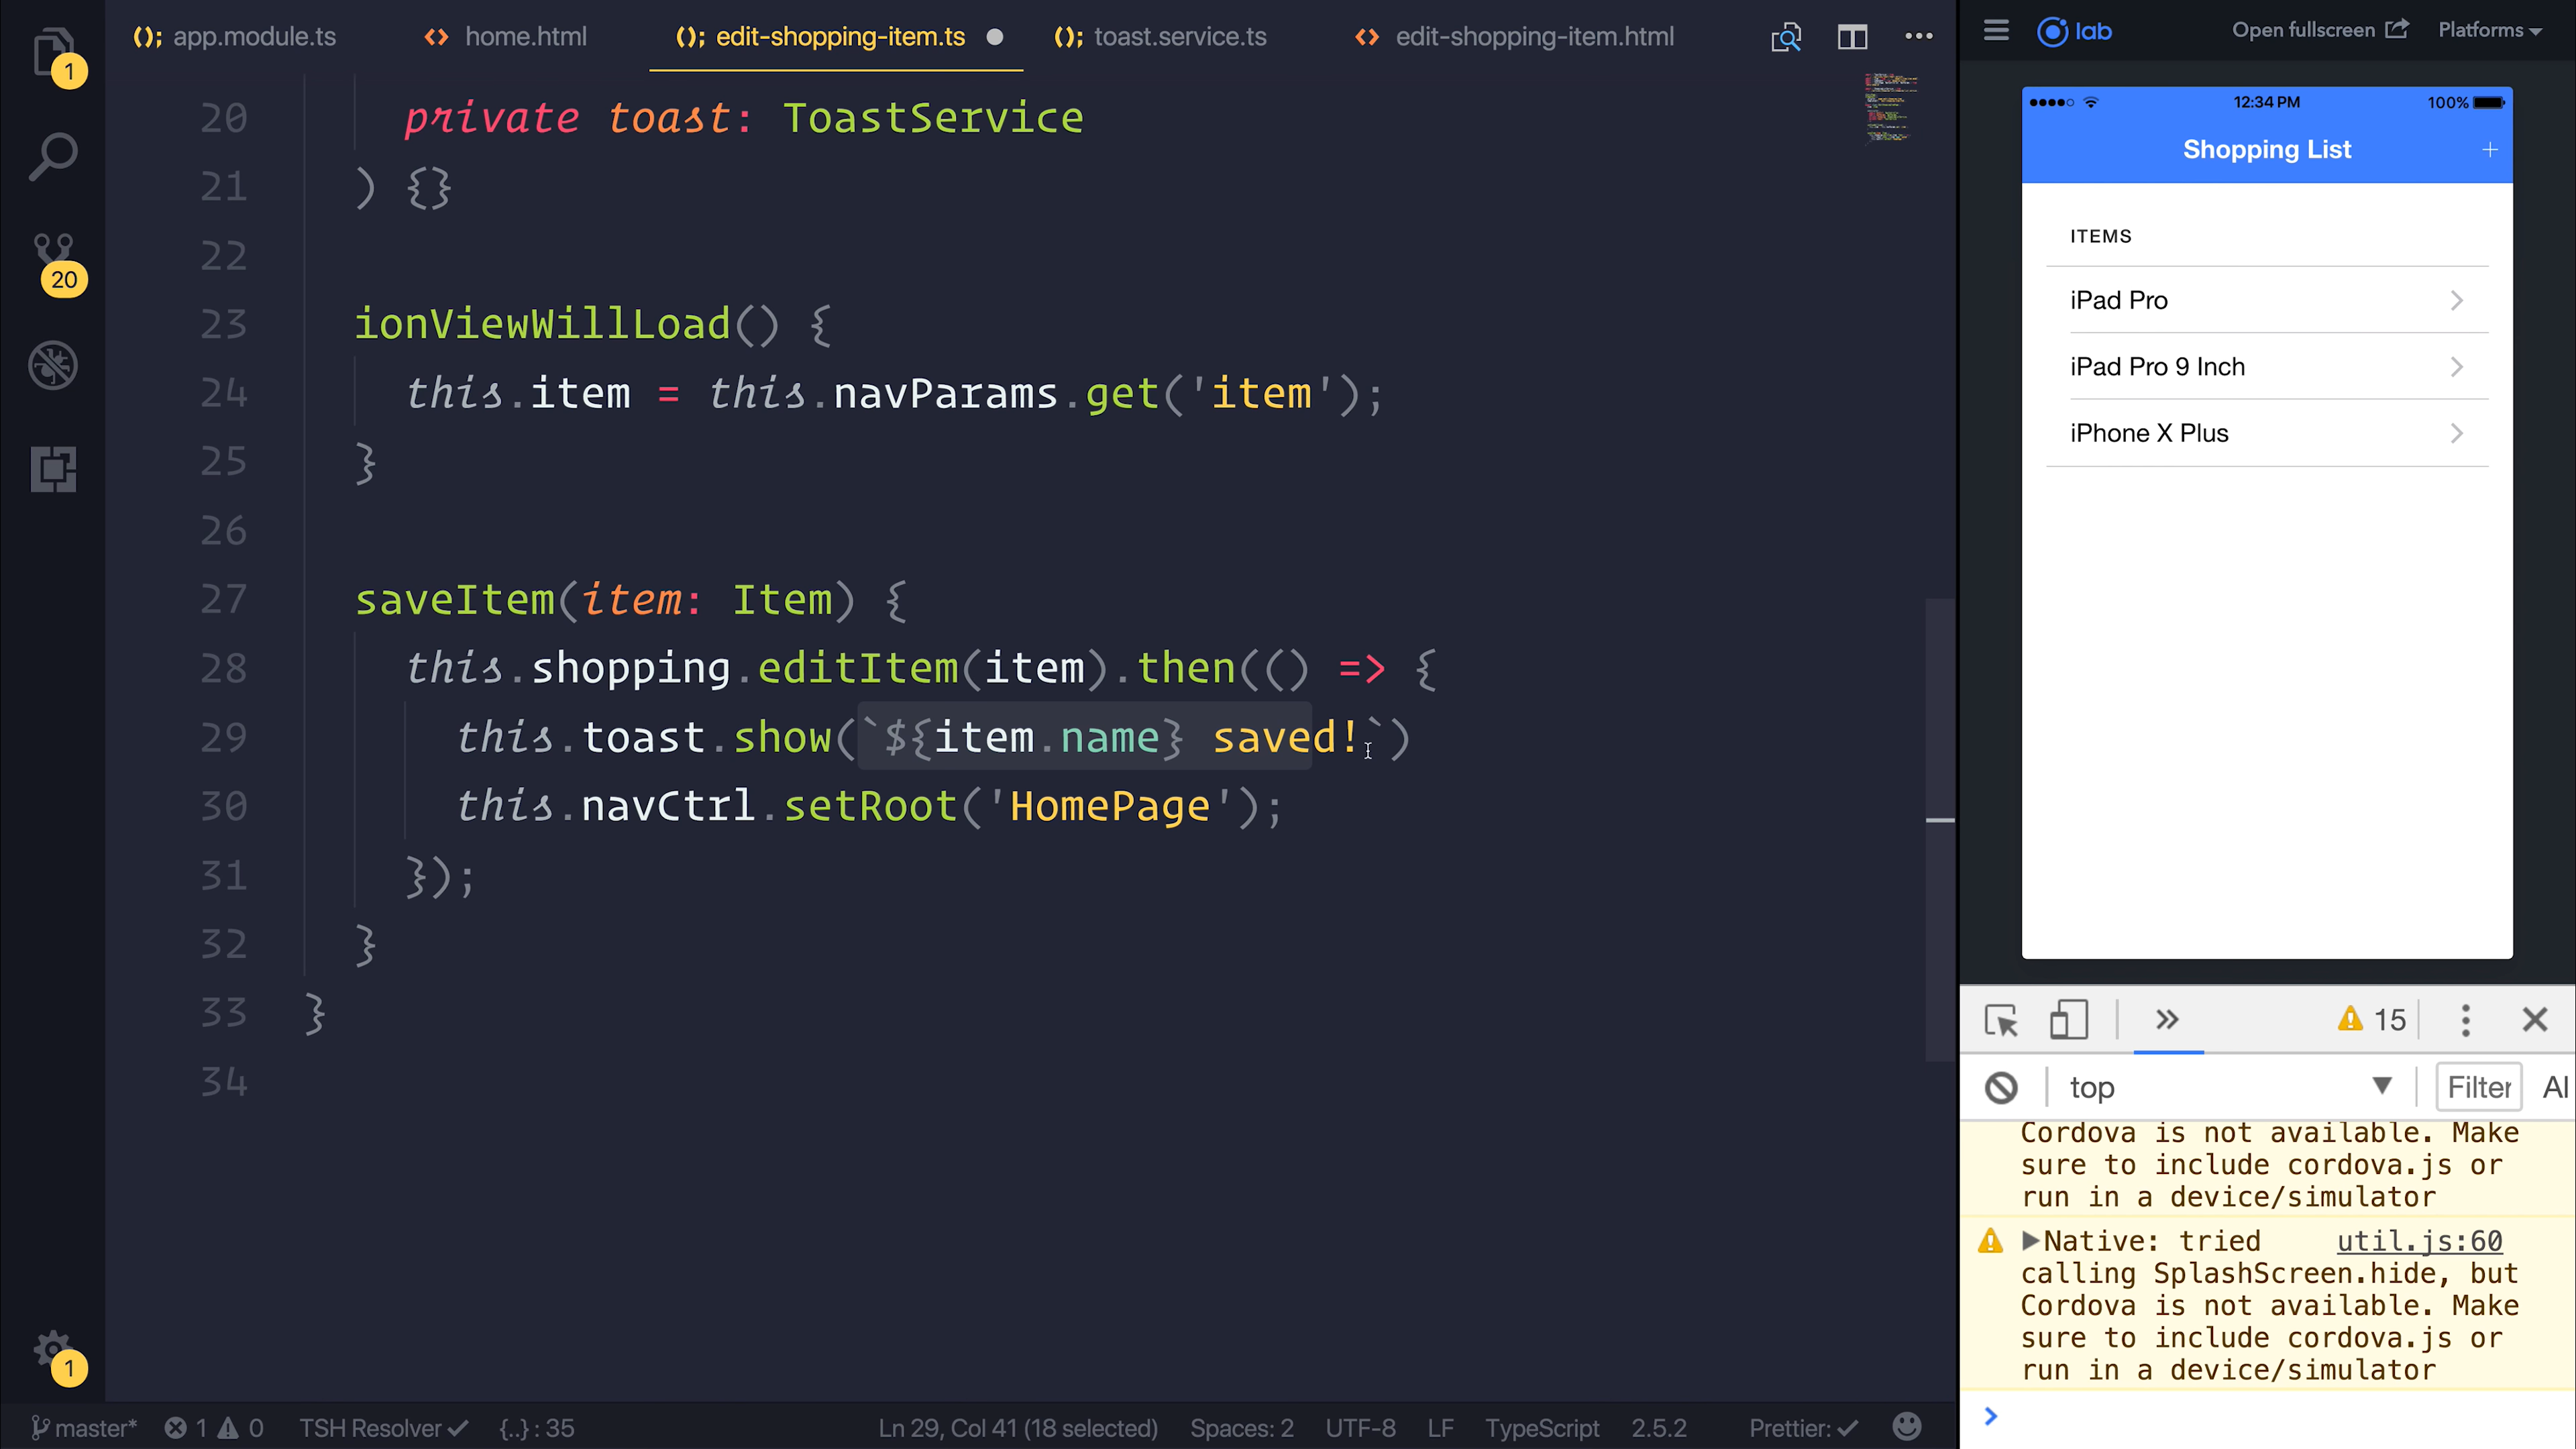 (); app.module.ts <> home.html (); edit-shopping-item.ts (); toast.service.ts <> edit-shopping-item.html
1
20
1
20 private toast: ToastService
21 ) {}
22
23 ionViewWillLoad() {
24 this.item = this.navParams.get('item');
25 }
26
27 saveItem(item: Item) {
28 this.shopping.editItem(item).then(() => {
29 this.toast.show(`${item.name} saved!`)
30 this.navCtrl.setRoot('HomePage');
31 });
32 }
33 }
34
master* 1 0 TSH Resolver {..} : 35 Ln 29, Col 41 (18 selected) Spaces: 2 UTF-8 LF TypeScript 2.5.2 Prettier:
lab Open fullscreen Platforms
12:34 PM 100%
Shopping List +
ITEMS
iPad Pro
iPad Pro 9 Inch
iPhone X Plus
15
top Filter Al
Cordova is not available. Make
sure to include cordova.js or
run in a device/simulator
Native: tried util.js:60
calling SplashScreen.hide, but
Cordova is not available. Make
sure to include cordova.js or
run in a device/simulator